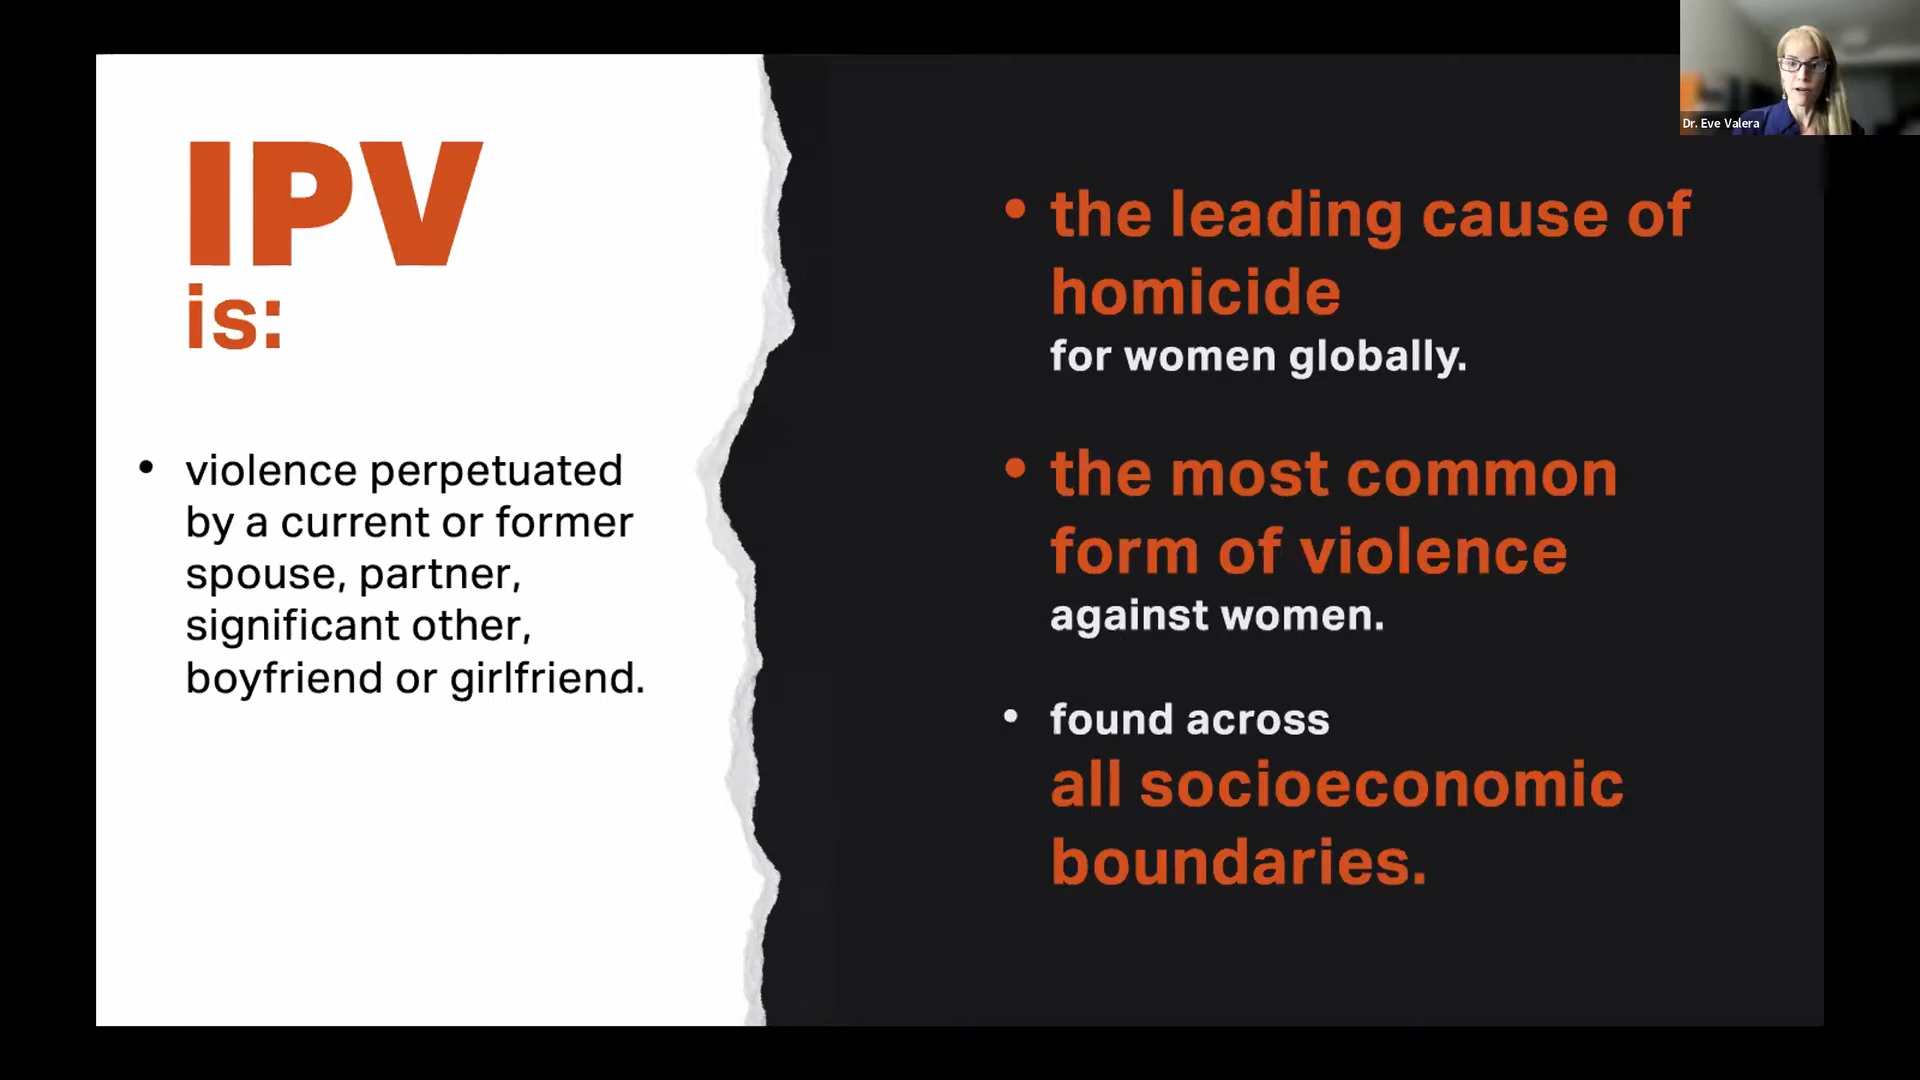 IPV
is:
• violence perpetuated
by a current or former
spouse, partner,
significant other,
boyfriend or girlfriend.
• the leading cause of
homicide
for women globally.
• the most common
form of violence
against women.
• found across
all socioeconomic
boundaries.
Dr. Eve Valera